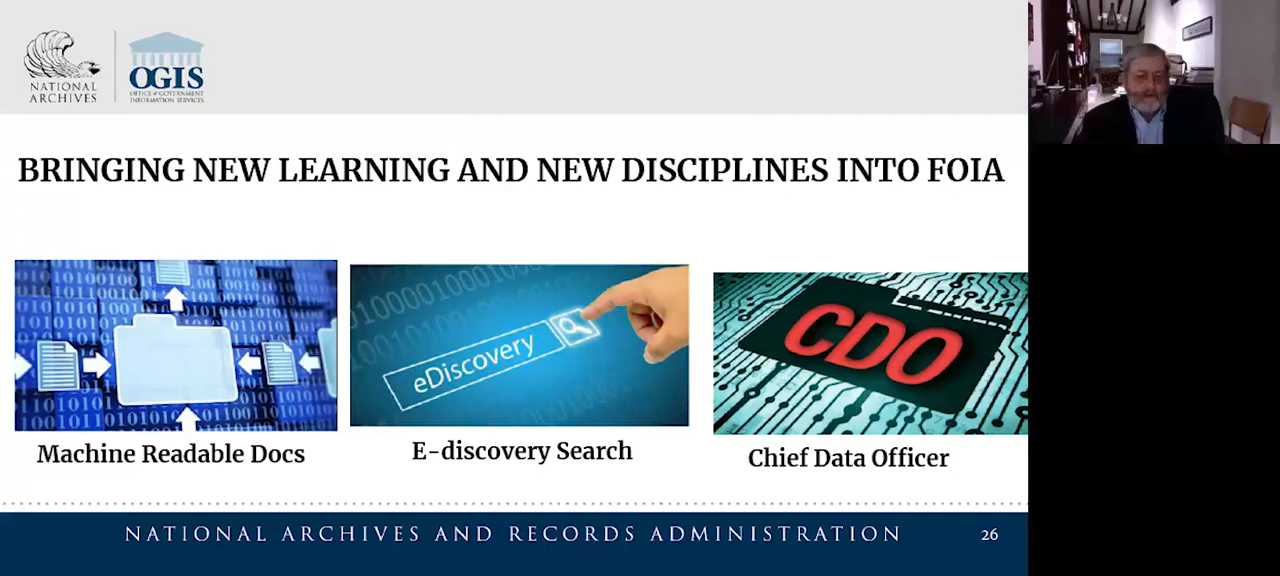 NATIONAL
ARCHIVES
OGIS
OFFICE of GOVERNMENT
INFORMATION SERVICES
BRINGING NEW LEARNING AND NEW DISCIPLINES INTO FOIA
eDiscovery
CDO
Machine Readable Docs
E-discovery Search
Chief Data Officer
NATIONAL ARCHIVES AND RECORDS ADMINISTRATION
26